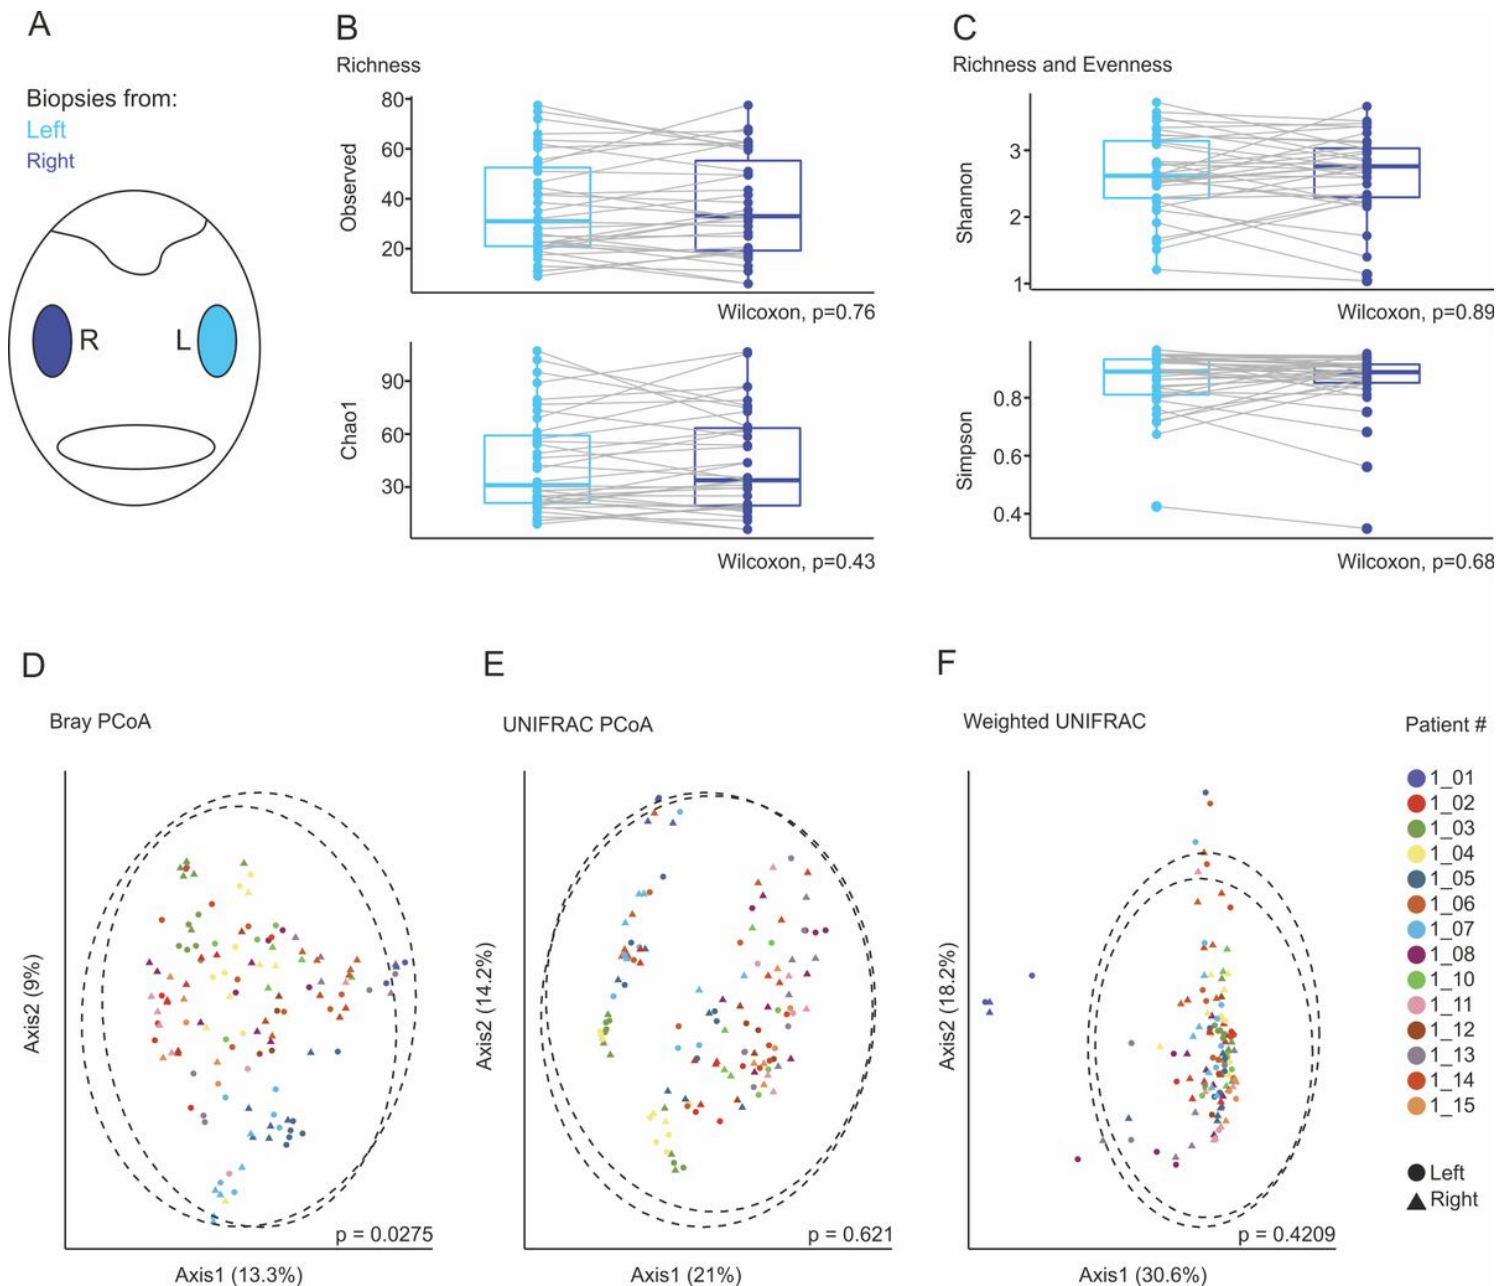 A
Biopsies from:
Left
Right
R
L
B
Richness
Observed
80
60
40
20
Wilcoxon, p=0.76
Chao1
90
60
30
Wilcoxon, p=0.43
C
Richness and Evenness
Shannon
3
2
1
Wilcoxon, p=0.89
Simpson
0.8
0.6
0.4
Wilcoxon, p=0.68
D
Bray PCoA
Axis2 (9%)
p = 0.0275
Axis1 (13.3%)
E
UNIFRAC PCoA
Axis2 (14.2%)
p = 0.621
Axis1 (21%)
F
Weighted UNIFRAC
Axis2 (18.2%)
p = 0.4209
Axis1 (30.6%)
Patient #
1_01
1_02
1_03
1_04
1_05
1_06
1_07
1_08
1_10
1_11
1_12
1_13
1_14
1_15
Left
Right